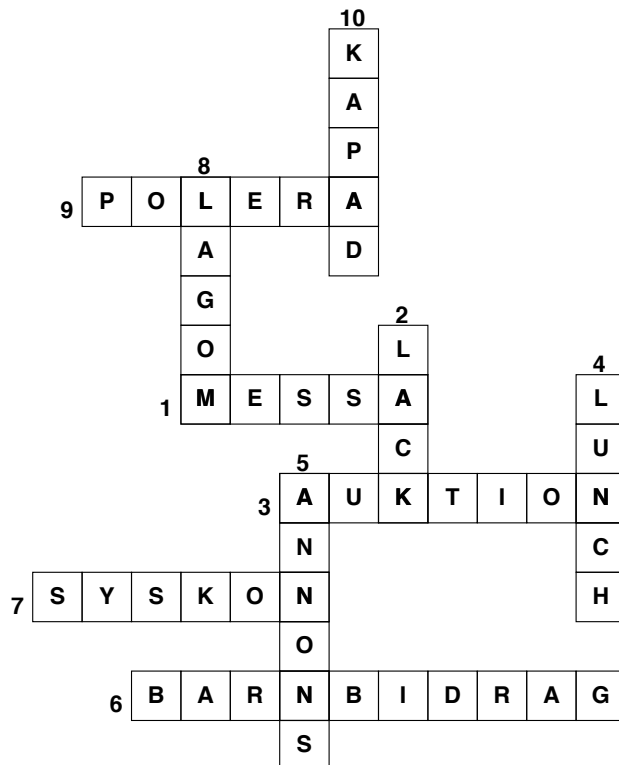 10
K
A
P
8
9 P O L E R A
A D
G
2
O L
4
1 M E S S A L
C U
5
3 A U K T I O N
N C
7 S Y S K O N H
O
6 B A R N B I D R A G
S